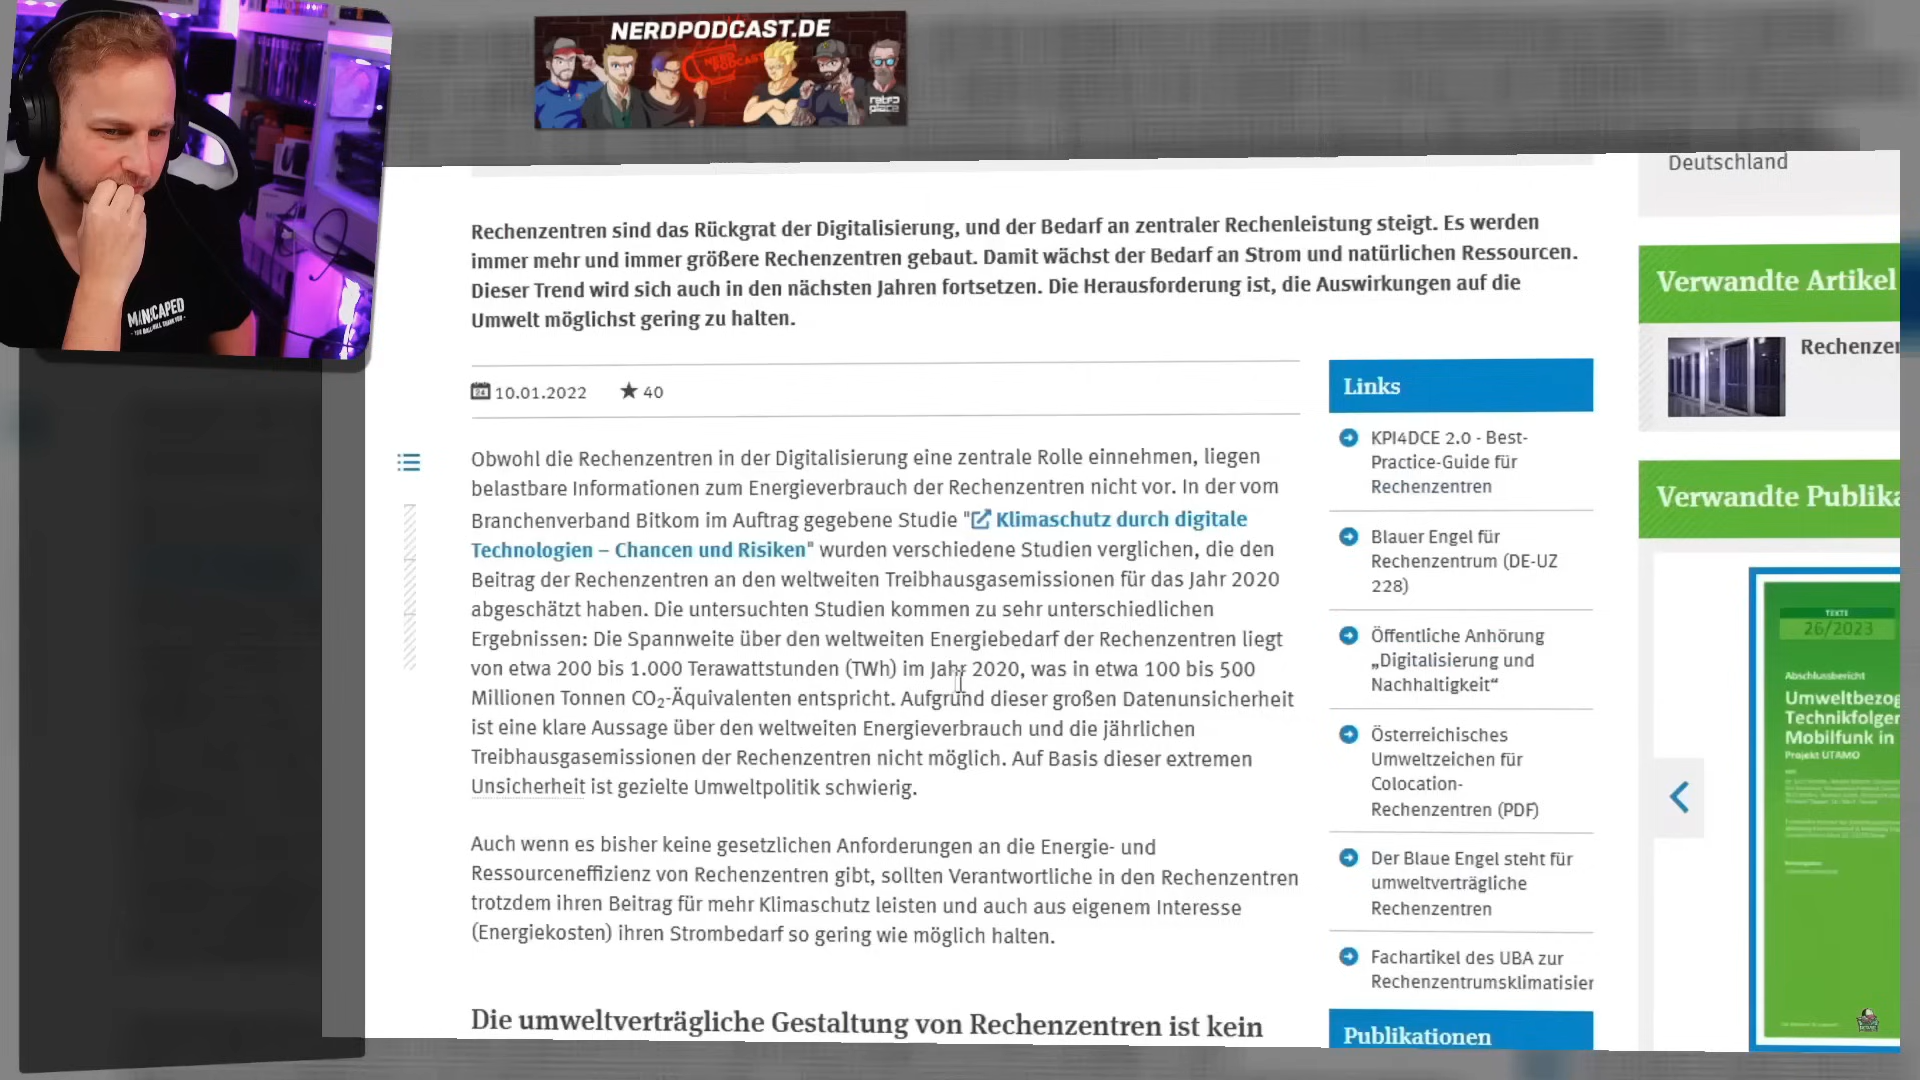 NERDPODCAST.DE
retro
place
MANSCAPED
Deutschland
Rechenzentren sind das Rückgrat der Digitalisierung, und der Bedarf an zentraler Rechenleistung steigt. Es werden
immer mehr und immer größere Rechenzentren gebaut. Damit wächst der Bedarf an Strom und natürlichen Ressourcen.
Dieser Trend wird sich auch in den nächsten Jahren fortsetzen. Die Herausforderung ist, die Auswirkungen auf die
Umwelt möglichst gering zu halten.
10.01.2022
40
Obwohl die Rechenzentren in der Digitalisierung eine zentrale Rolle einnehmen, liegen
belastbare Informationen zum Energieverbrauch der Rechenzentren nicht vor. In der vom
Branchenverband Bitkom im Auftrag gegebene Studie "Klimaschutz durch digitale
Technologien – Chancen und Risiken" wurden verschiedene Studien verglichen, die den
Beitrag der Rechenzentren an den weltweiten Treibhausgasemissionen für das Jahr 2020
abgeschätzt haben. Die untersuchten Studien kommen zu sehr unterschiedlichen
Ergebnissen: Die Spannweite über den weltweiten Energiebedarf der Rechenzentren liegt
von etwa 200 bis 1.000 Terawattstunden (TWh) im Jahr 2020, was in etwa 100 bis 500
Millionen Tonnen CO₂-Äquivalenten entspricht. Aufgrund dieser großen Datenunsicherheit
ist eine klare Aussage über den weltweiten Energieverbrauch und die jährlichen
Treibhausgasemissionen der Rechenzentren nicht möglich. Auf Basis dieser extremen
Unsicherheit ist gezielte Umweltpolitik schwierig.
Auch wenn es bisher keine gesetzlichen Anforderungen an die Energie- und
Ressourceneffizienz von Rechenzentren gibt, sollten Verantwortliche in den Rechenzentren
trotzdem ihren Beitrag für mehr Klimaschutz leisten und auch aus eigenem Interesse
(Energiekosten) ihren Strombedarf so gering wie möglich halten.
Die umweltverträgliche Gestaltung von Rechenzentren ist kein
Links
KPI4DCE 2.0 - Best-
Practice-Guide für
Rechenzentren
Blauer Engel für
Rechenzentrum (DE-UZ
228)
Öffentliche Anhörung
„Digitalisierung und
Nachhaltigkeit“
Österreichisches
Umweltzeichen für
Colocation-
Rechenzentren (PDF)
Der Blaue Engel steht für
umweltverträgliche
Rechenzentren
Fachartikel des UBA zur
Rechenzentrumsklimatisier
Publikationen
Verwandte Artikel
Rechenzer
Verwandte Publika
TEXTE
26/2023
Abschlussbericht
Umweltbezog
Technikfolger
Mobilfunk in
Projekt UTAMO